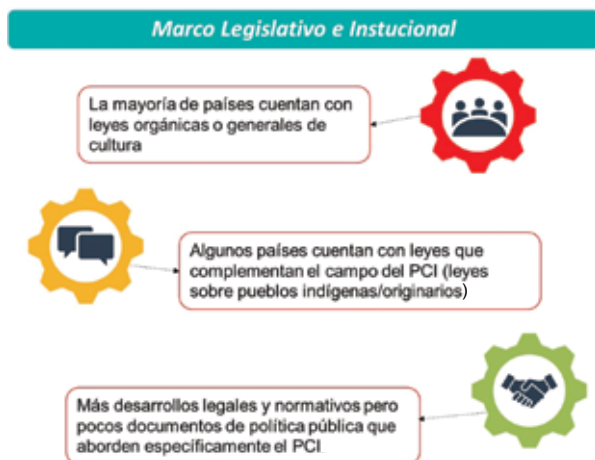 Marco Legislativo e Instucional
La mayoría de países cuentan con
leyes orgánicas o generales de
cultura
Algunos países cuentan con leyes que
complementan el campo del PCI (leyes
sobre pueblos indígenas/originarios)
Más desarrollos legales y normativos pero
pocos documentos de política pública que
aborden específicamente el PCI